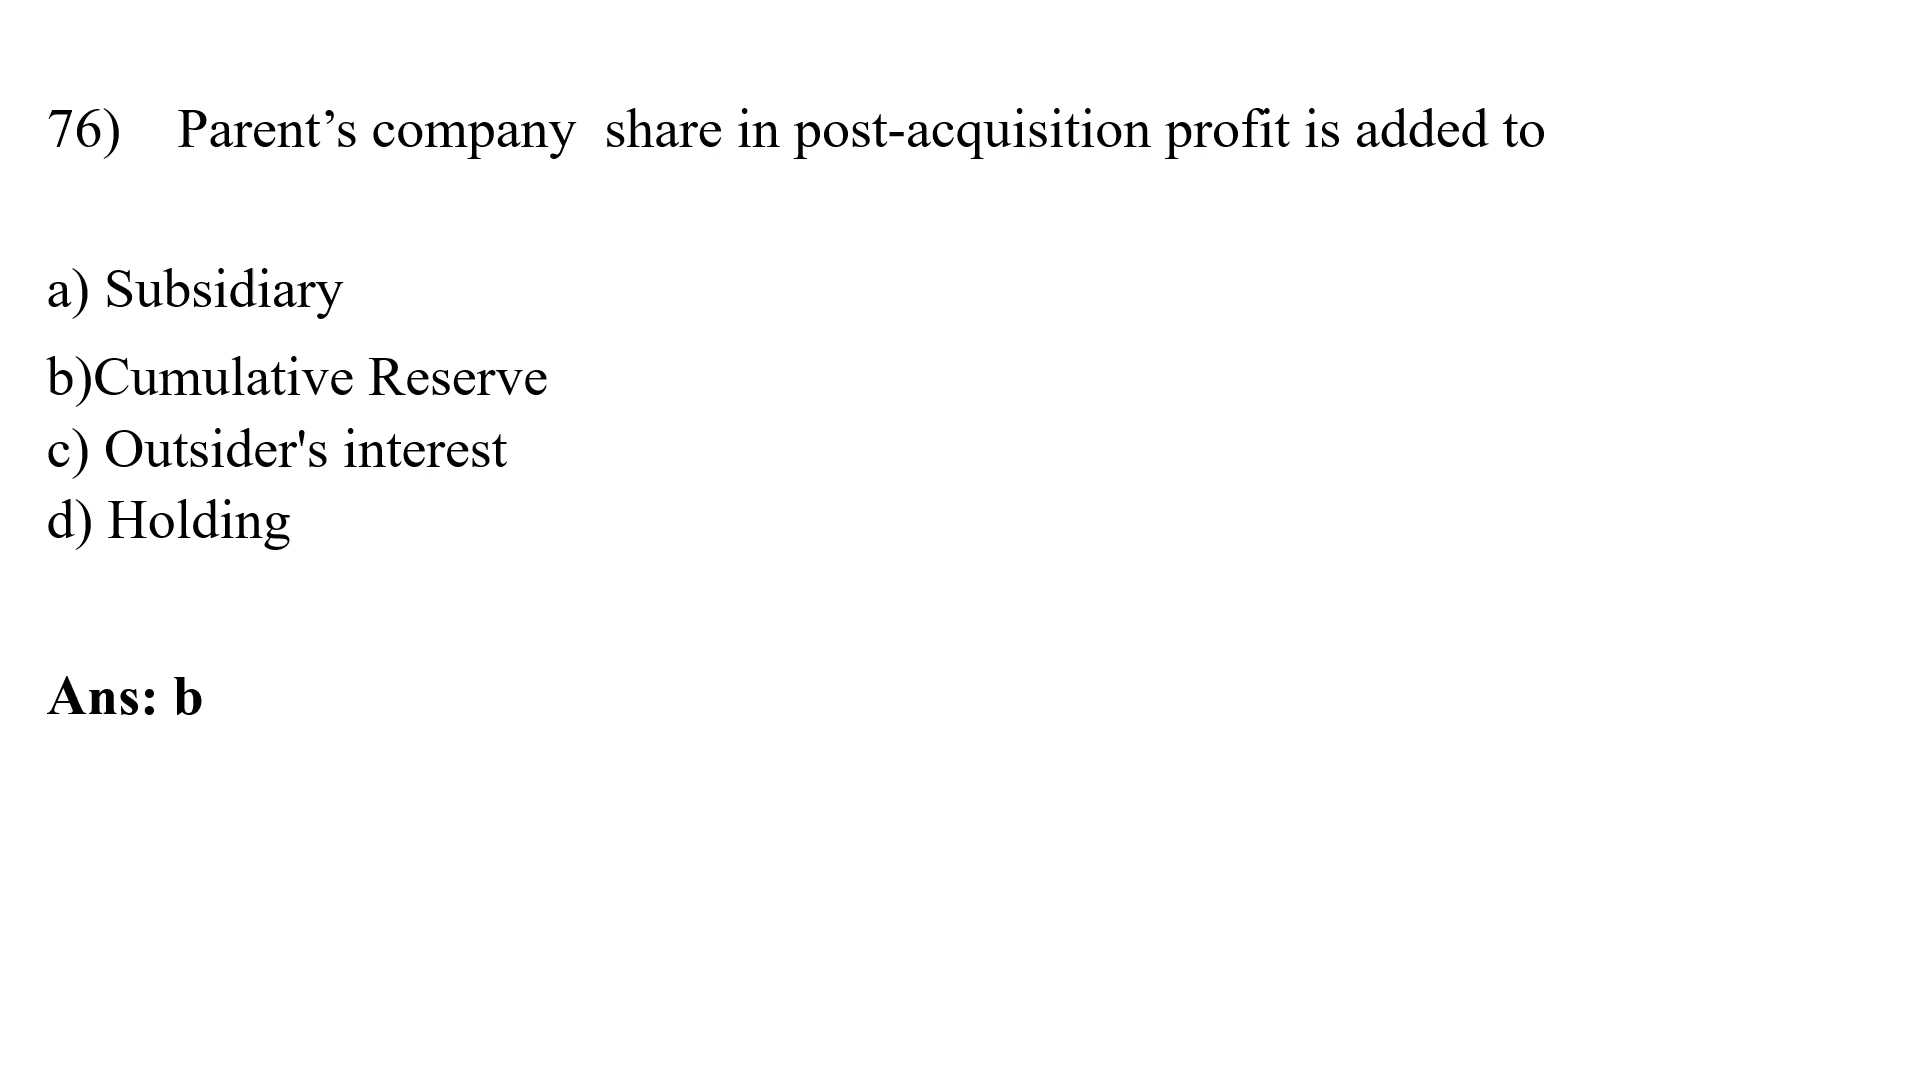 76)    Parent’s company  share in post-acquisition profit is added to
a) Subsidiary
b)Cumulative Reserve
c) Outsider's interest
d) Holding
Ans: b